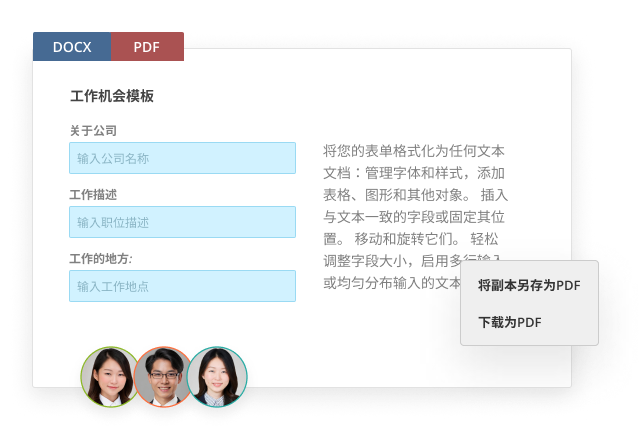 DOCX PDF
工作机会模板
关于公司
输入公司名称
工作描述
输入职位描述
工作的地方:
输入工作地点
将您的表单格式化为任何文本
文档：管理字体和样式，添加
表格、图形和其他对象。 插入
与文本一致的字段或固定其位
置。 移动和旋转它们。 轻松
调整字段大小，启用多行输入
或均匀分布输入的文本
将副本另存为PDF
下载为PDF